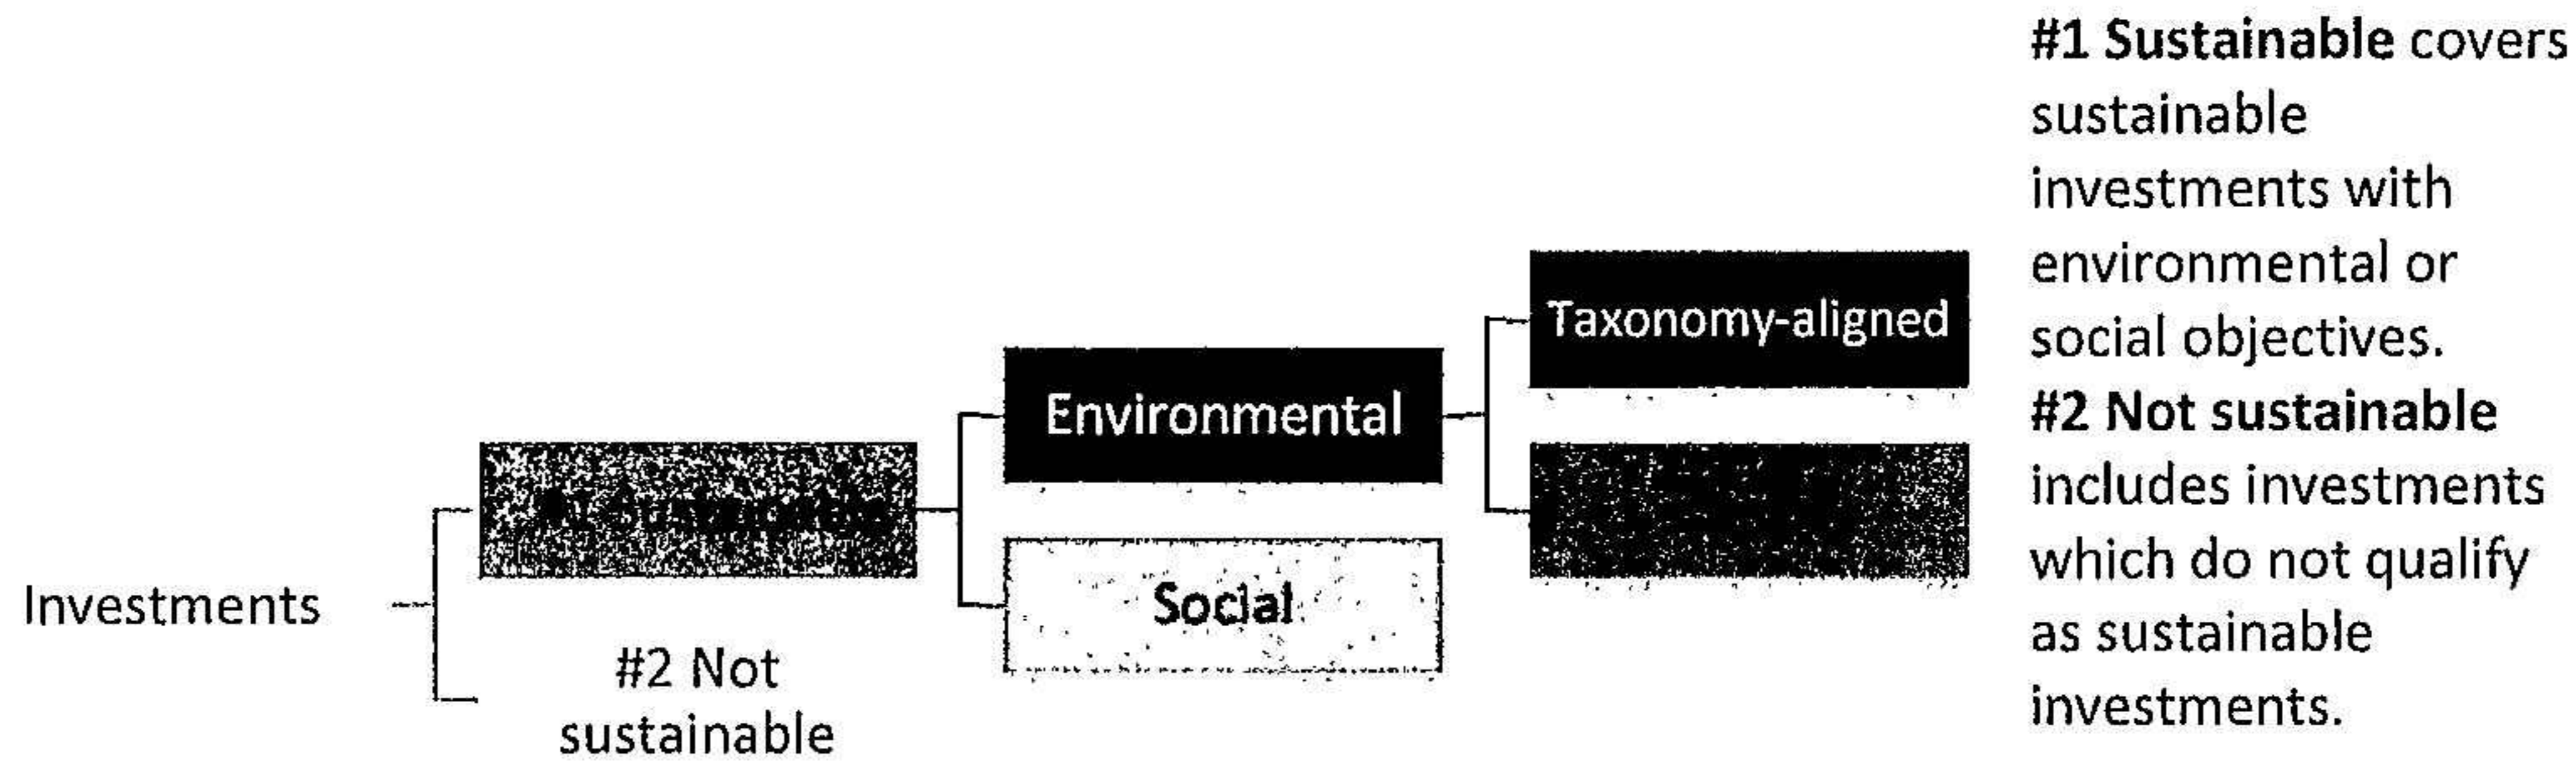 #1 Sustainable covers
sustainable
investments with
environmental or
social objectives.
#2 Not sustainable
includes investments
which do not qualify
as sustainable
investments.
Taxonomy-aligned
Environmental
Social
Investments
#2 Not
sustainable